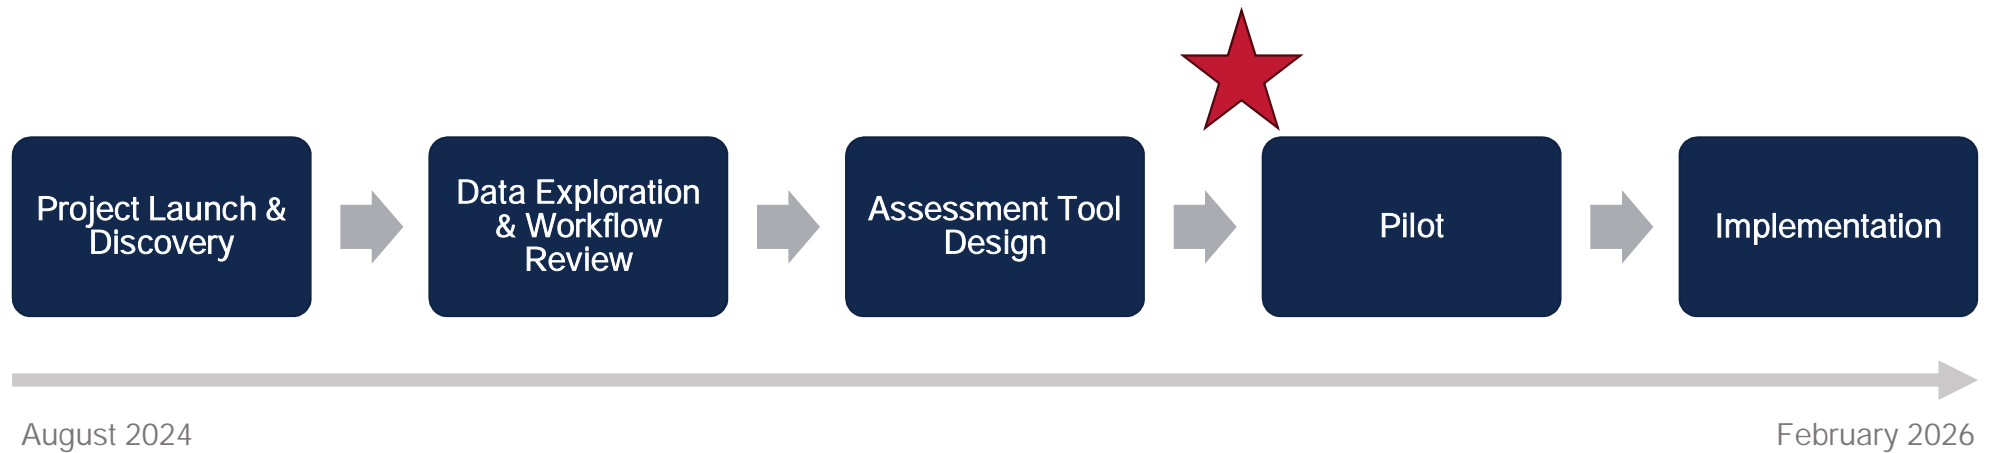 Project Launch &
Discovery
Data Exploration
& Workflow
Review
Assessment Tool
Design
Pilot
Implementation
August 2024
February 2026